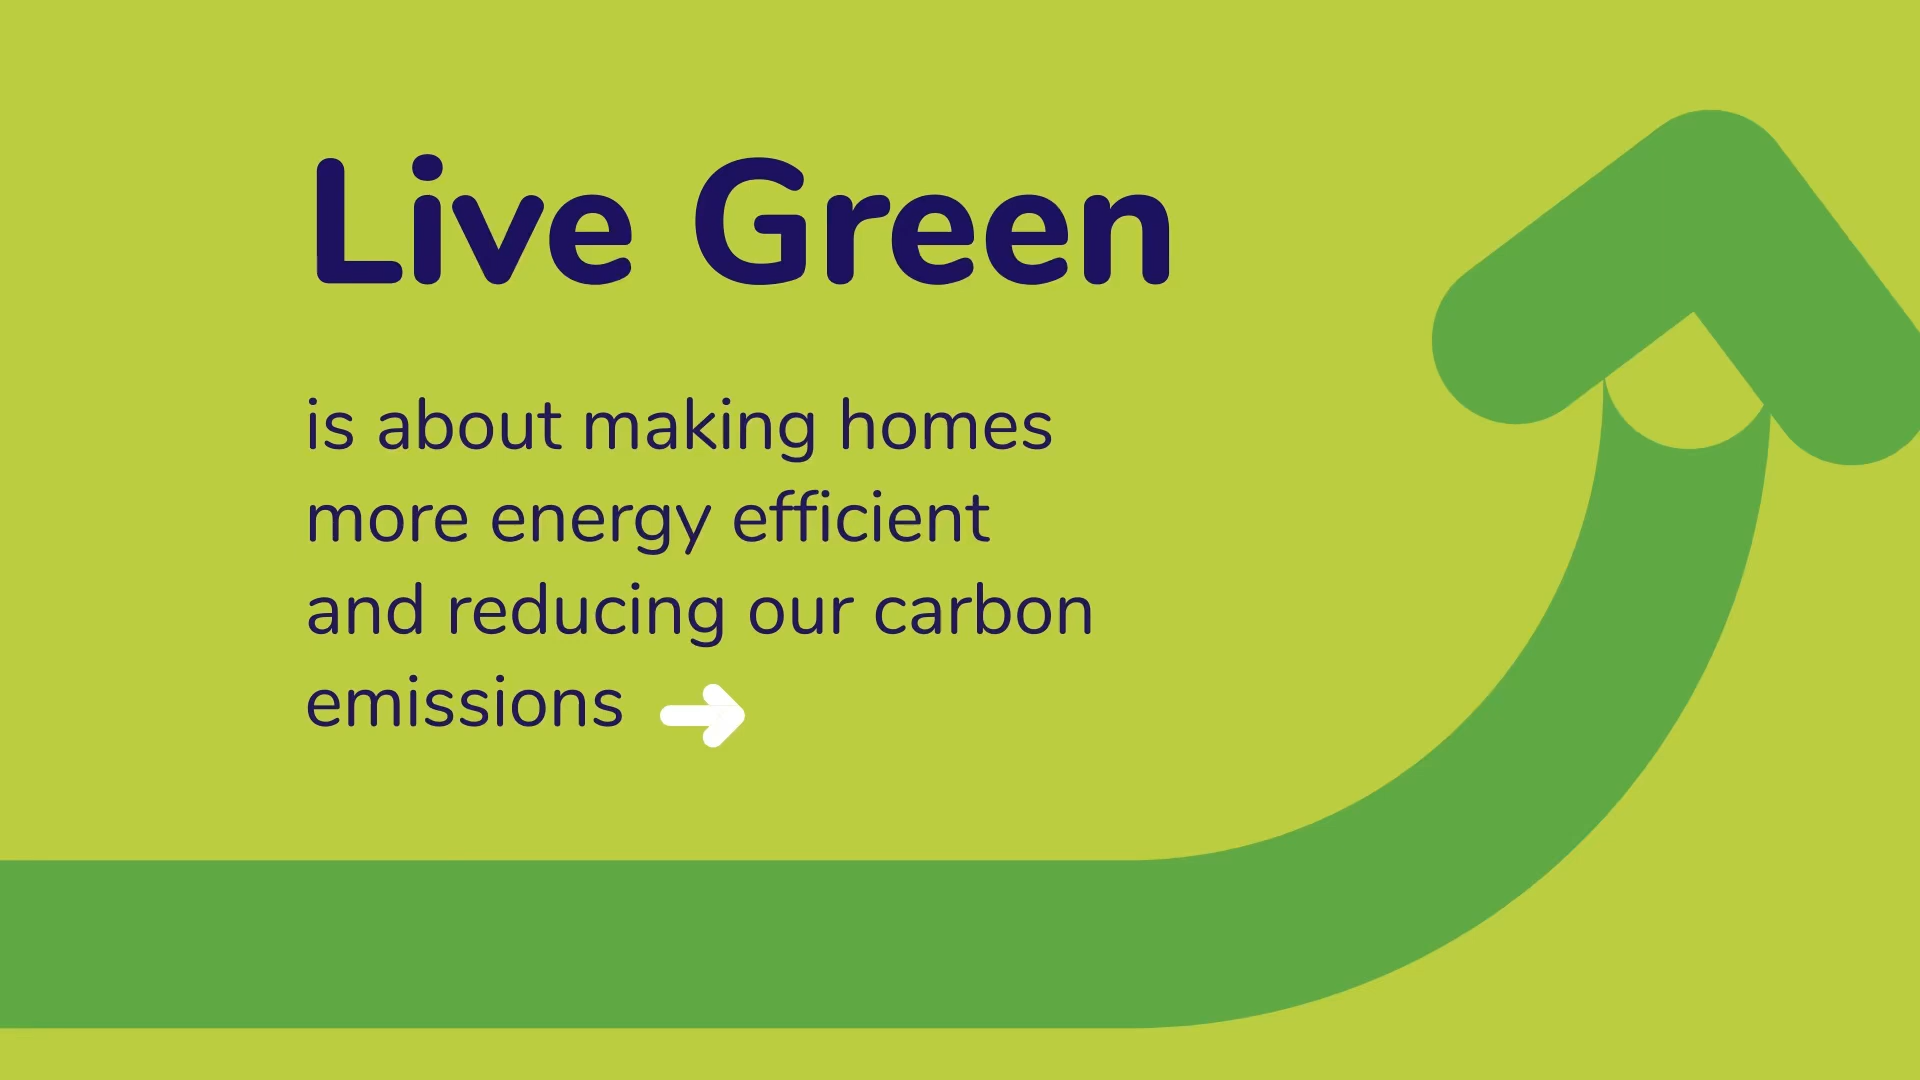 Live Green
is about making homes
more energy efficient
and reducing our carbon
emissions